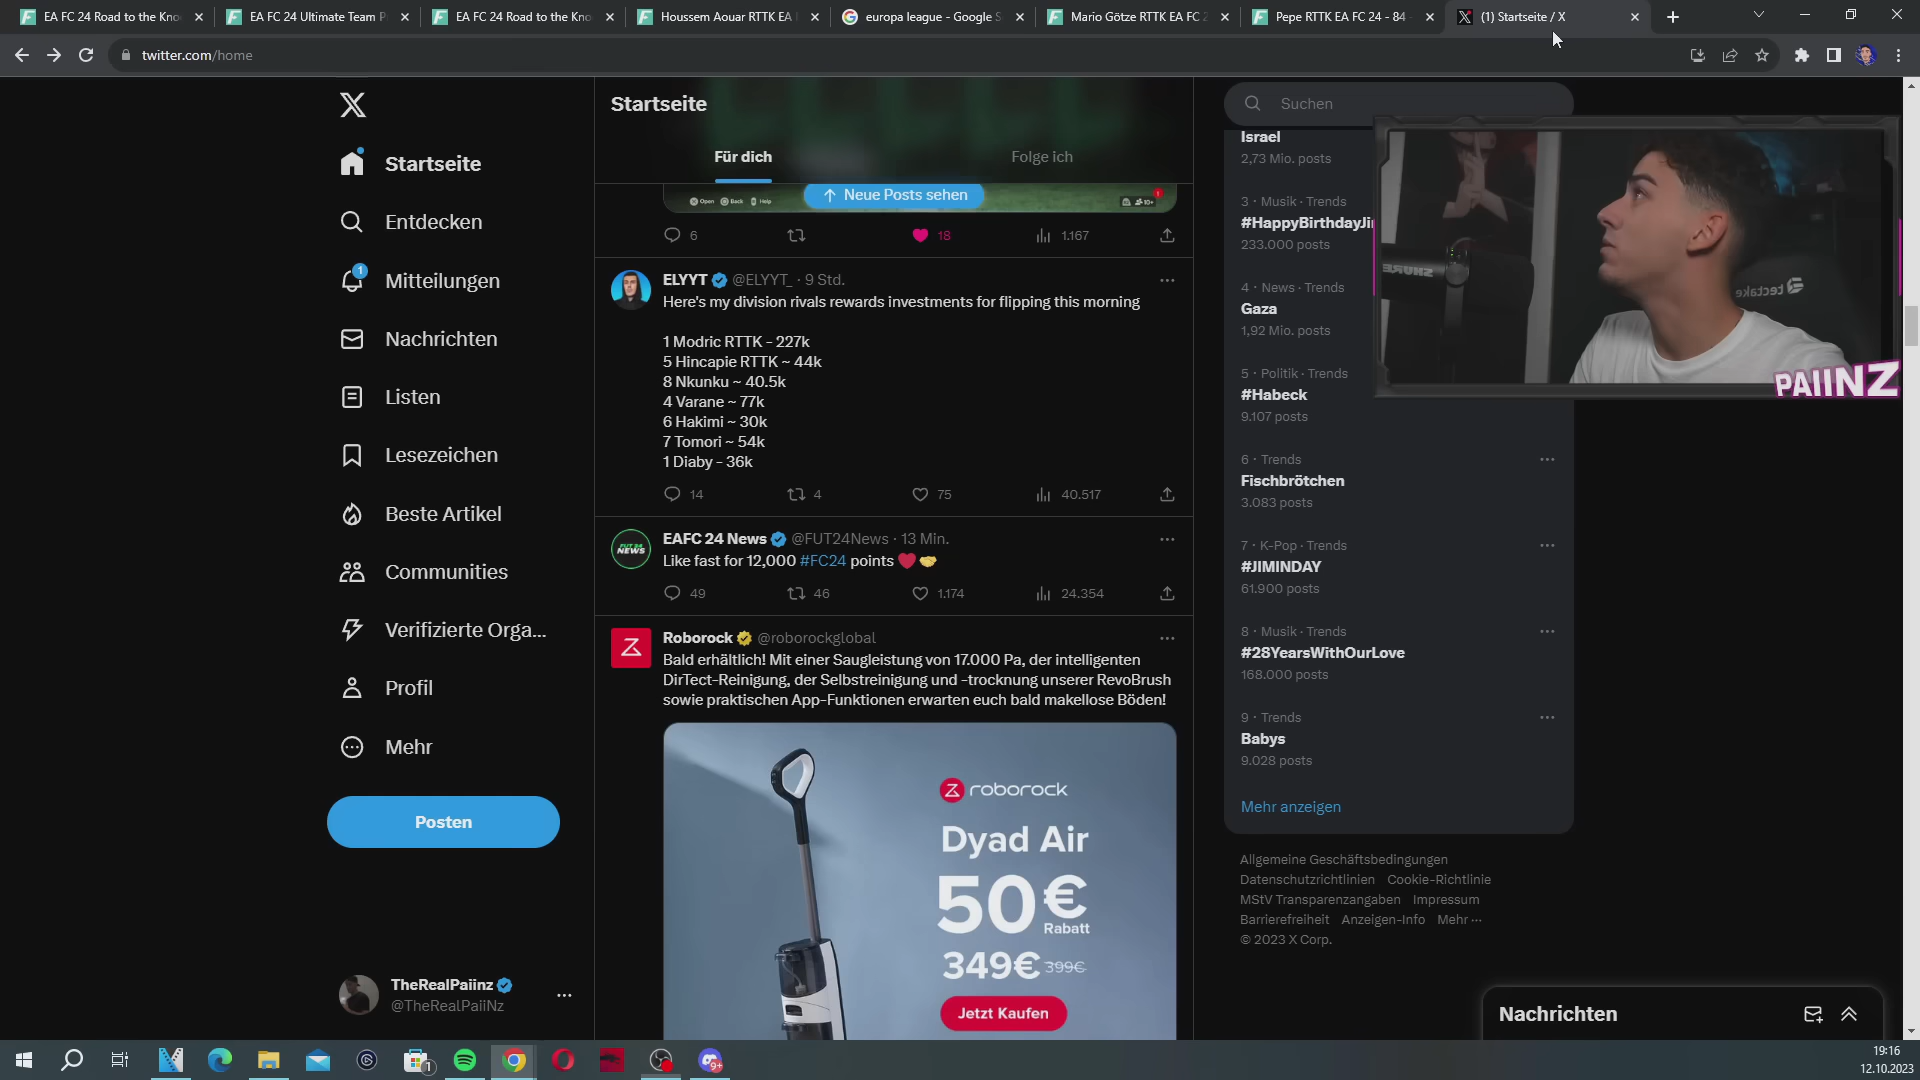 EA FC 24 Road to the Kno
EA FC 24 Ultimate Team P
EA FC 24 Road to the Kno
Houssem Aouar RTTK EA
europa league - Google S
Mario Götze RTTK EA FC 2
Pepe RTTK EA FC 24 - 84
(1) Startseite / X
twitter.com/home
Startseite
Entdecken
1
Mitteilungen
Nachrichten
Listen
Lesezeichen
Beste Artikel
Communities
Verifizierte Orga...
Profil
Mehr
Posten
TheRealPaiinz
@TheRealPaiiNz
Startseite
Für dich
Folge ich
Neue Posts sehen
Open Back Help
6
18
1.167
ELYYT @ELYYT_ · 9 Std.
Here's my division rivals rewards investments for flipping this morning
1 Modric RTTK - 227k
5 Hincapie RTTK ~ 44k
8 Nkunku ~ 40.5k
4 Varane ~ 77k
6 Hakimi ~ 30k
7 Tomori ~ 54k
1 Diaby - 36k
14
4
75
40.517
FUT 24
NEWS
EAFC 24 News @FUT24News · 13 Min.
Like fast for 12,000 #FC24 points
49
46
1.174
24.354
Roborock @roborockglobal
Bald erhältlich! Mit einer Saugleistung von 17.000 Pa, der intelligenten
DirTect-Reinigung, der Selbstreinigung und -trocknung unserer RevoBrush
sowie praktischen App-Funktionen erwarten euch bald makellose Böden!
roborock
Dyad Air
50€
Rabatt
349€ 399€
Jetzt Kaufen
Suchen
Israel
2,73 Mio. posts
3 · Musik · Trends
#HappyBirthdayJi
233.000 posts
4 · News · Trends
Gaza
1,92 Mio. posts
5 · Politik · Trends
#Habeck
9.107 posts
6 · Trends
Fischbrötchen
3.083 posts
7 · K-Pop · Trends
#JIMINDAY
61.900 posts
8 · Musik · Trends
#28YearsWithOurLove
168.000 posts
9 · Trends
Babys
9.028 posts
Mehr anzeigen
Allgemeine Geschäftsbedingungen
Datenschutzrichtlinien Cookie-Richtlinie
MStV Transparenzangaben Impressum
Barrierefreiheit Anzeigen-Info Mehr ···
© 2023 X Corp.
SHURE
tectake
PAIINZ
Nachrichten
1
9+
19:16
12.10.2023